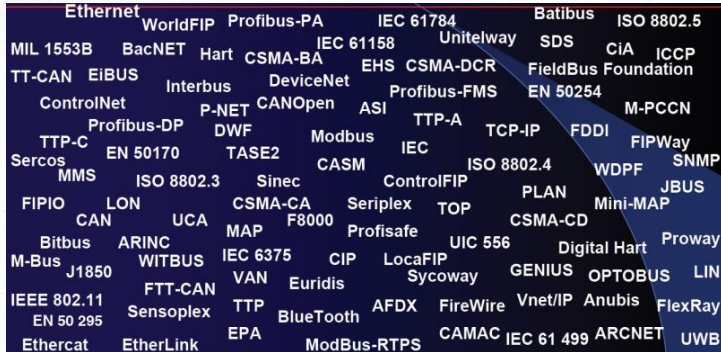 Ethernet WorldFIP Profibus-PA IEC 61784 Batibus ISO 8802.5
MIL 1553B BacNET Hart CSMA-BA IEC 61158 Unitelway SDS CiA ICCP
TT-CAN EiBUS Interbus DeviceNet EHS CSMA-DCR FieldBus Foundation
ControlNet P-NET CANOpen ASI Profibus-FMS EN 50254 M-PCCN
Profibus-DP DWF Modbus TTP-A TCP-IP FDDI FIPWay
TTP-C EN 50170 TASE2 IEC
Sercos MMS ISO 8802.3 Sinec CASM ControlFIP ISO 8802.4 WDPF SNMP
FIPIO LON CSMA-CA Seriplex TOP PLAN Mini-MAP JBUS
CAN UCA MAP F8000 Profisafe CSMA-CD
Bitbus ARINC UIC 556 Digital Hart Proway
M-Bus J1850 WITBUS IEC 6375 CIP LocaFIP GENIUS OPTOBUS LIN
FTT-CAN VAN Euridis Sycoway
IEEE 802.11 Sensoplex TTP BlueTooth AFDX FireWire Vnet/IP Anubis FlexRay
EN 50 295
Ethercat EtherLink EPA ModBus-RTPS CAMAC IEC 61 499 ARCNET UWB